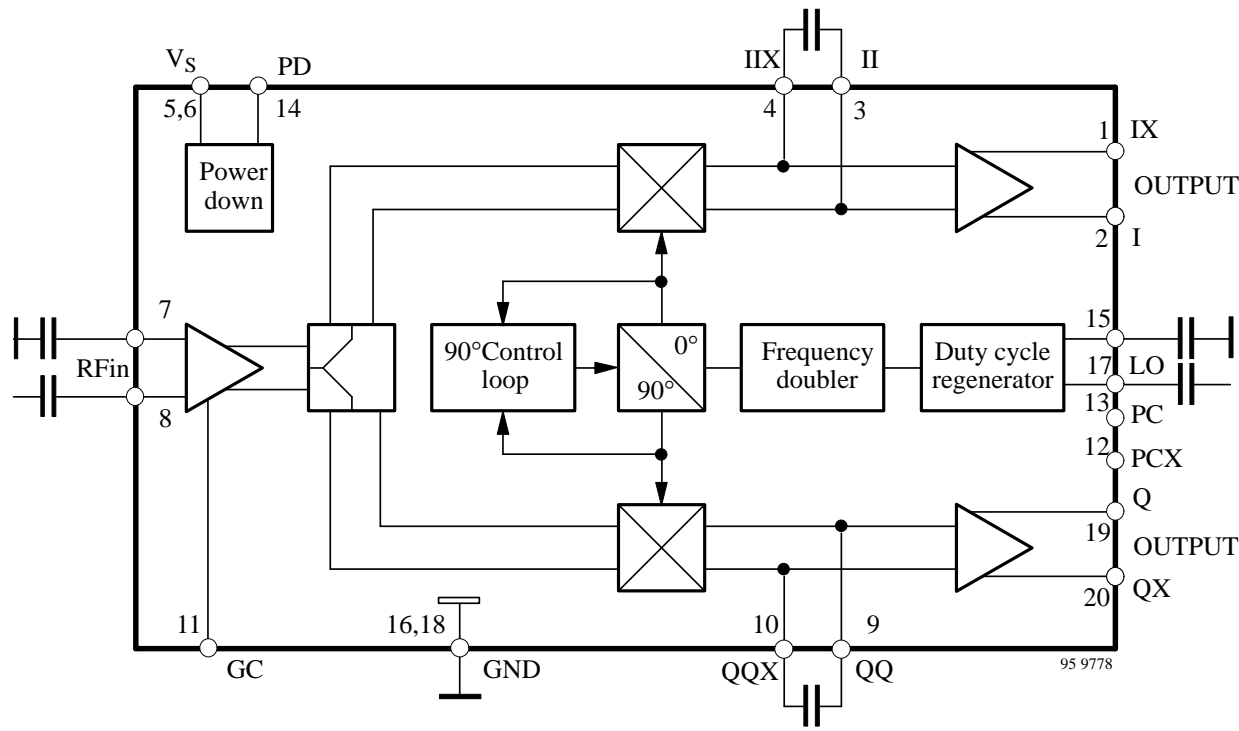 IIX
II
V_S
PD
5,6
14
4
3
1
IX
Power
down
OUTPUT
2
I
7
15
RFin
90°Control
loop
0°
90°
Frequency
doubler
Duty cycle
regenerator
LO
17
13
8
PC
12
PCX
Q
19
OUTPUT
11
16,18
10
9
20
QX
GC
GND
QQX
QQ
95 9778